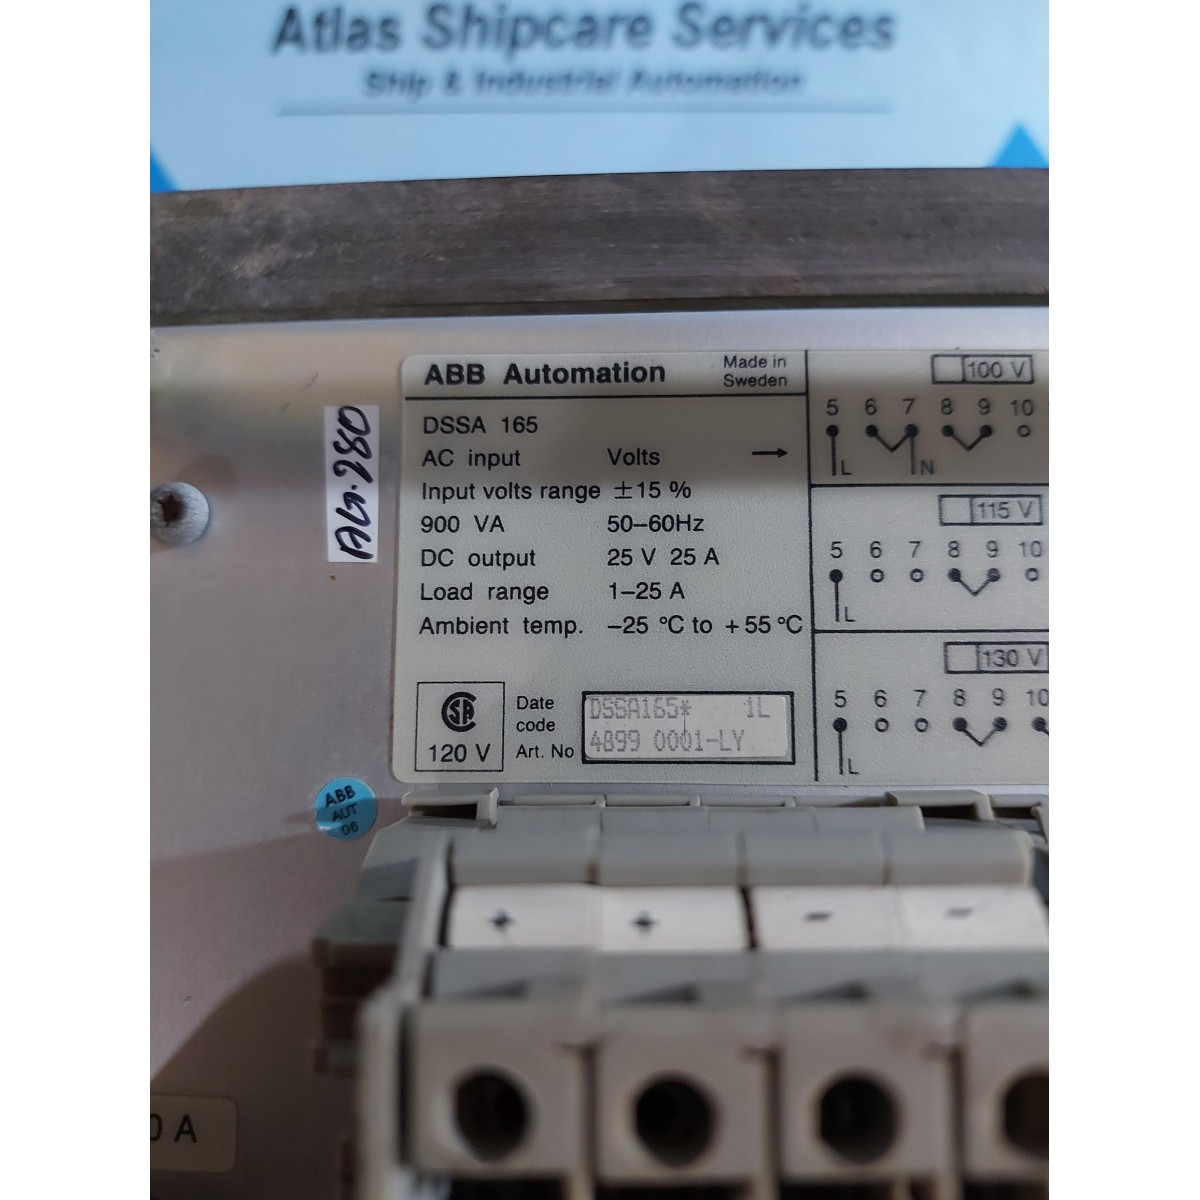 Atlas Shipcare Services
Ship & Industrial Automation
ABB Automation
Made in
Sweden
DSSA 165
AC input Volts →
Input volts range ±15 %
900 VA 50–60Hz
DC output 25 V 25 A
Load range 1–25 A
Ambient temp. –25 °C to +55 °C
120 V
Date
code
Art. No
DSSA165* 1L
4899 0001-LY
100 V
5 6 7 8 9 10
L N
115 V
5 6 7 8 9 10
L
130 V
5 6 7 8 9 10
L
AG.280
ABB
AUT
06
+ + - -
0 A